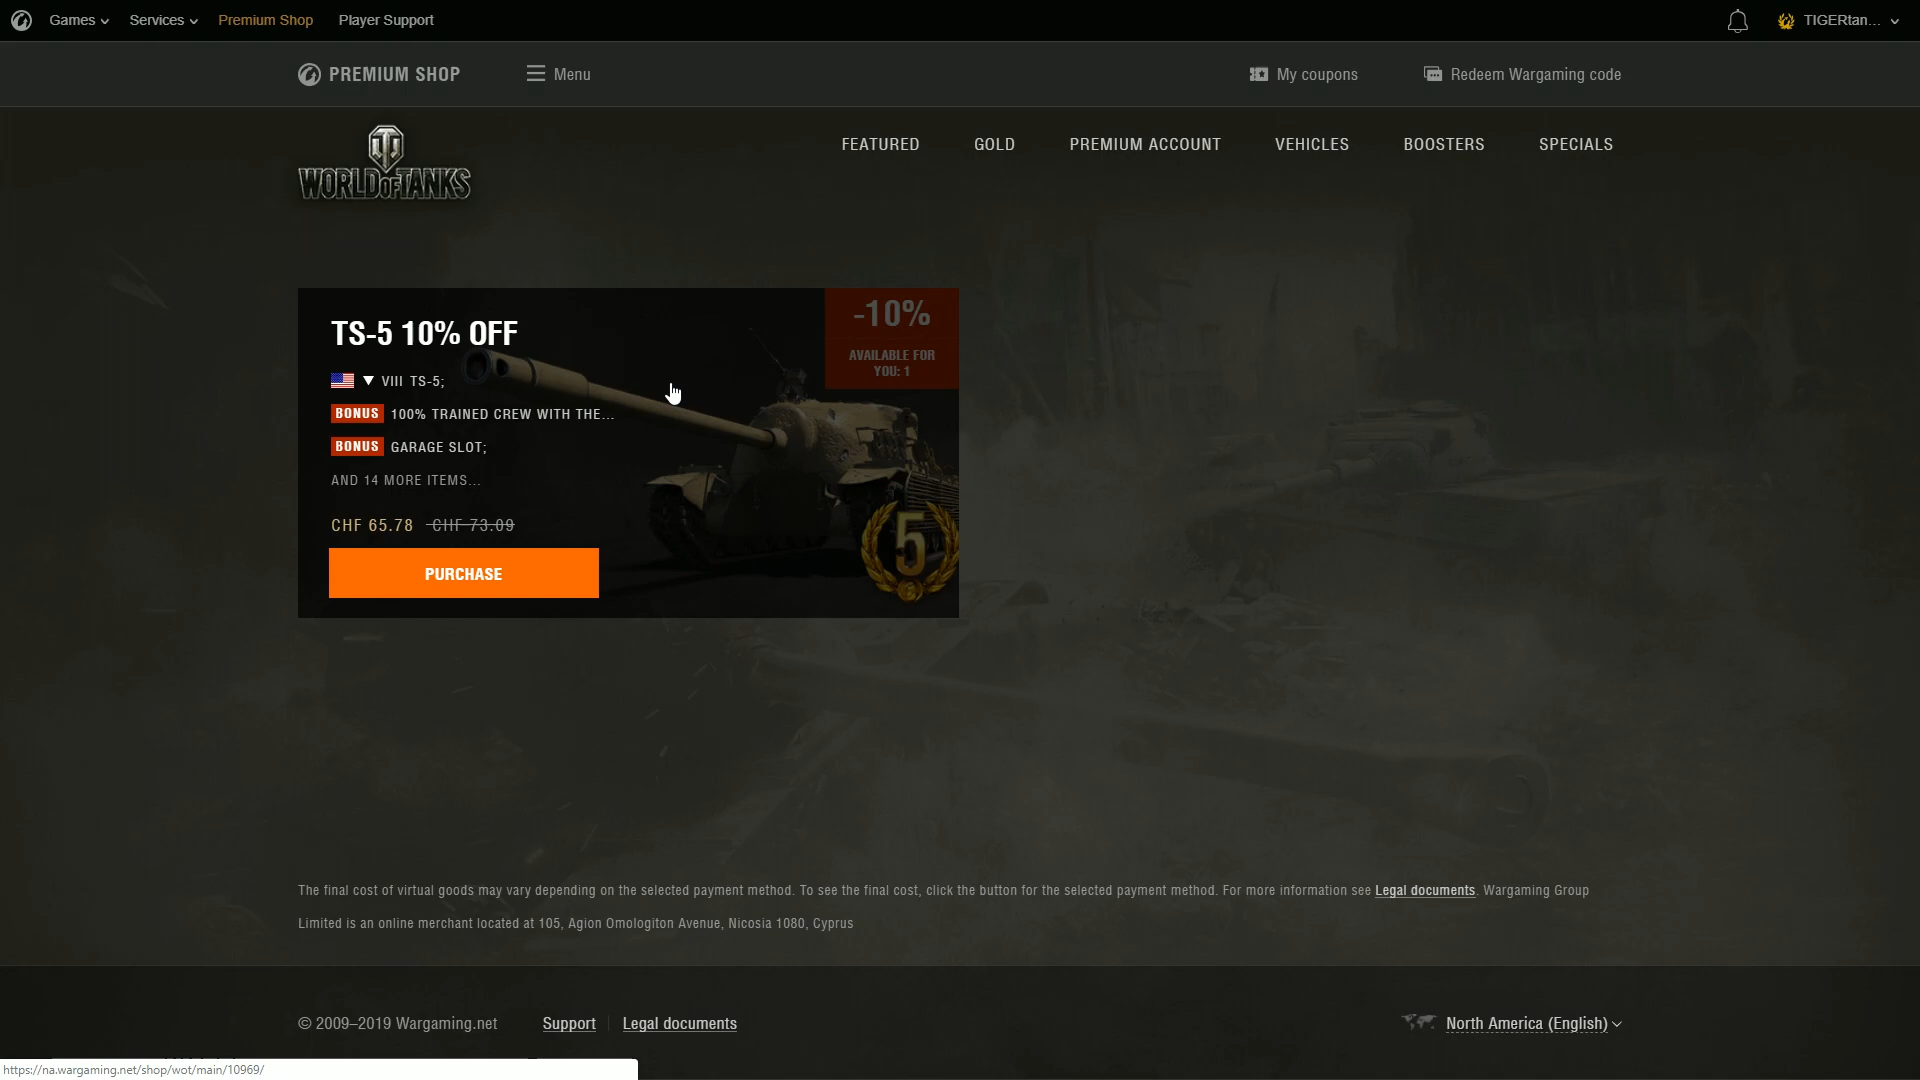 Games Services Premium Shop Player Support TIGERtan...
PREMIUM SHOP Menu My coupons Redeem Wargaming code
WORLD OF TANKS
FEATURED GOLD PREMIUM ACCOUNT VEHICLES BOOSTERS SPECIALS
TS-5 10% OFF
-10%
AVAILABLE FOR
YOU: 1
VIII TS-5;
BONUS 100% TRAINED CREW WITH THE...
BONUS GARAGE SLOT;
AND 14 MORE ITEMS...
CHF 65.78 CHF 73.09
PURCHASE
5
The final cost of virtual goods may vary depending on the selected payment method. To see the final cost, click the button for the selected payment method. For more information see Legal documents. Wargaming Group
Limited is an online merchant located at 105, Agion Omologiton Avenue, Nicosia 1080, Cyprus
© 2009–2019 Wargaming.net Support Legal documents North America (English)
https://na.wargaming.net/shop/wot/main/10969/